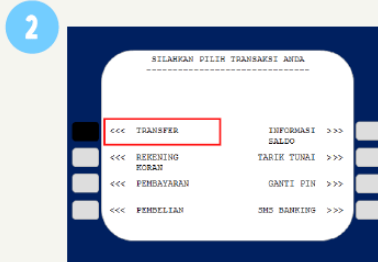 2
SILAHKAN PILIH TRANSAKSI ANDA
--------------------------------
<<< TRANSFER INFORMASI >>>
SALDO
<<< REKENING TARIK TUNAI >>>
KORAN
<<< PEMBAYARAN GANTI PIN >>>
<<< PEMBELIAN SMS BANKING >>>